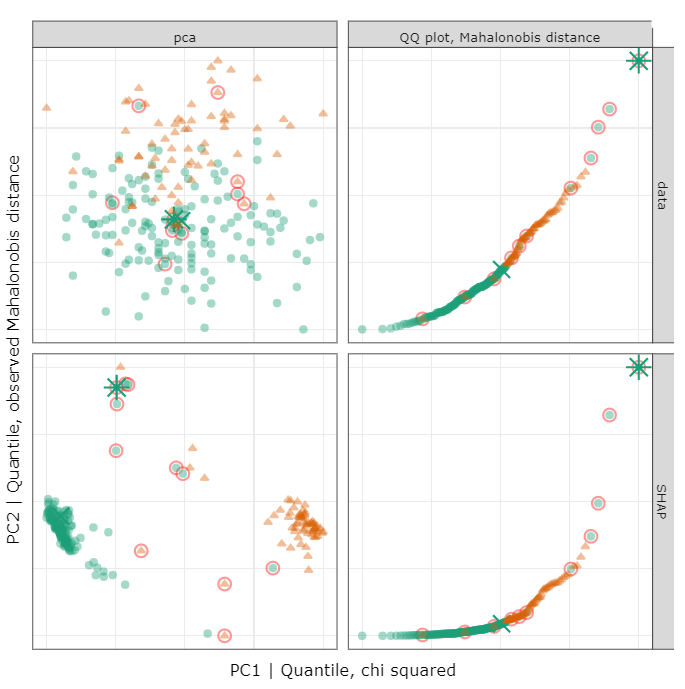 pca
QQ plot, Mahalonobis distance
data
SHAP
PC2 | Quantile, observed Mahalonobis distance
PC1 | Quantile, chi squared